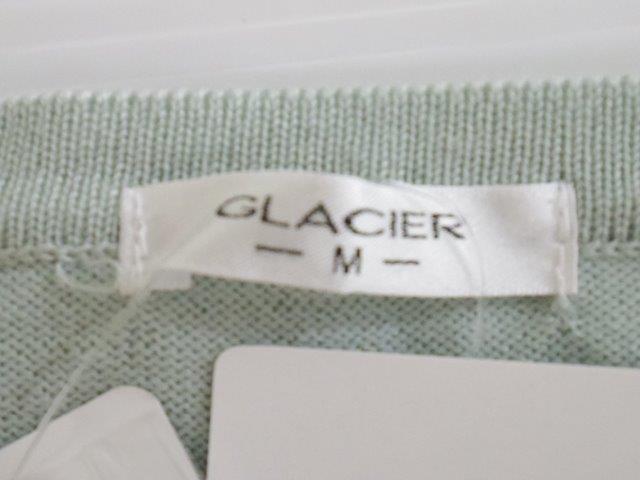 GLACIER
— M —